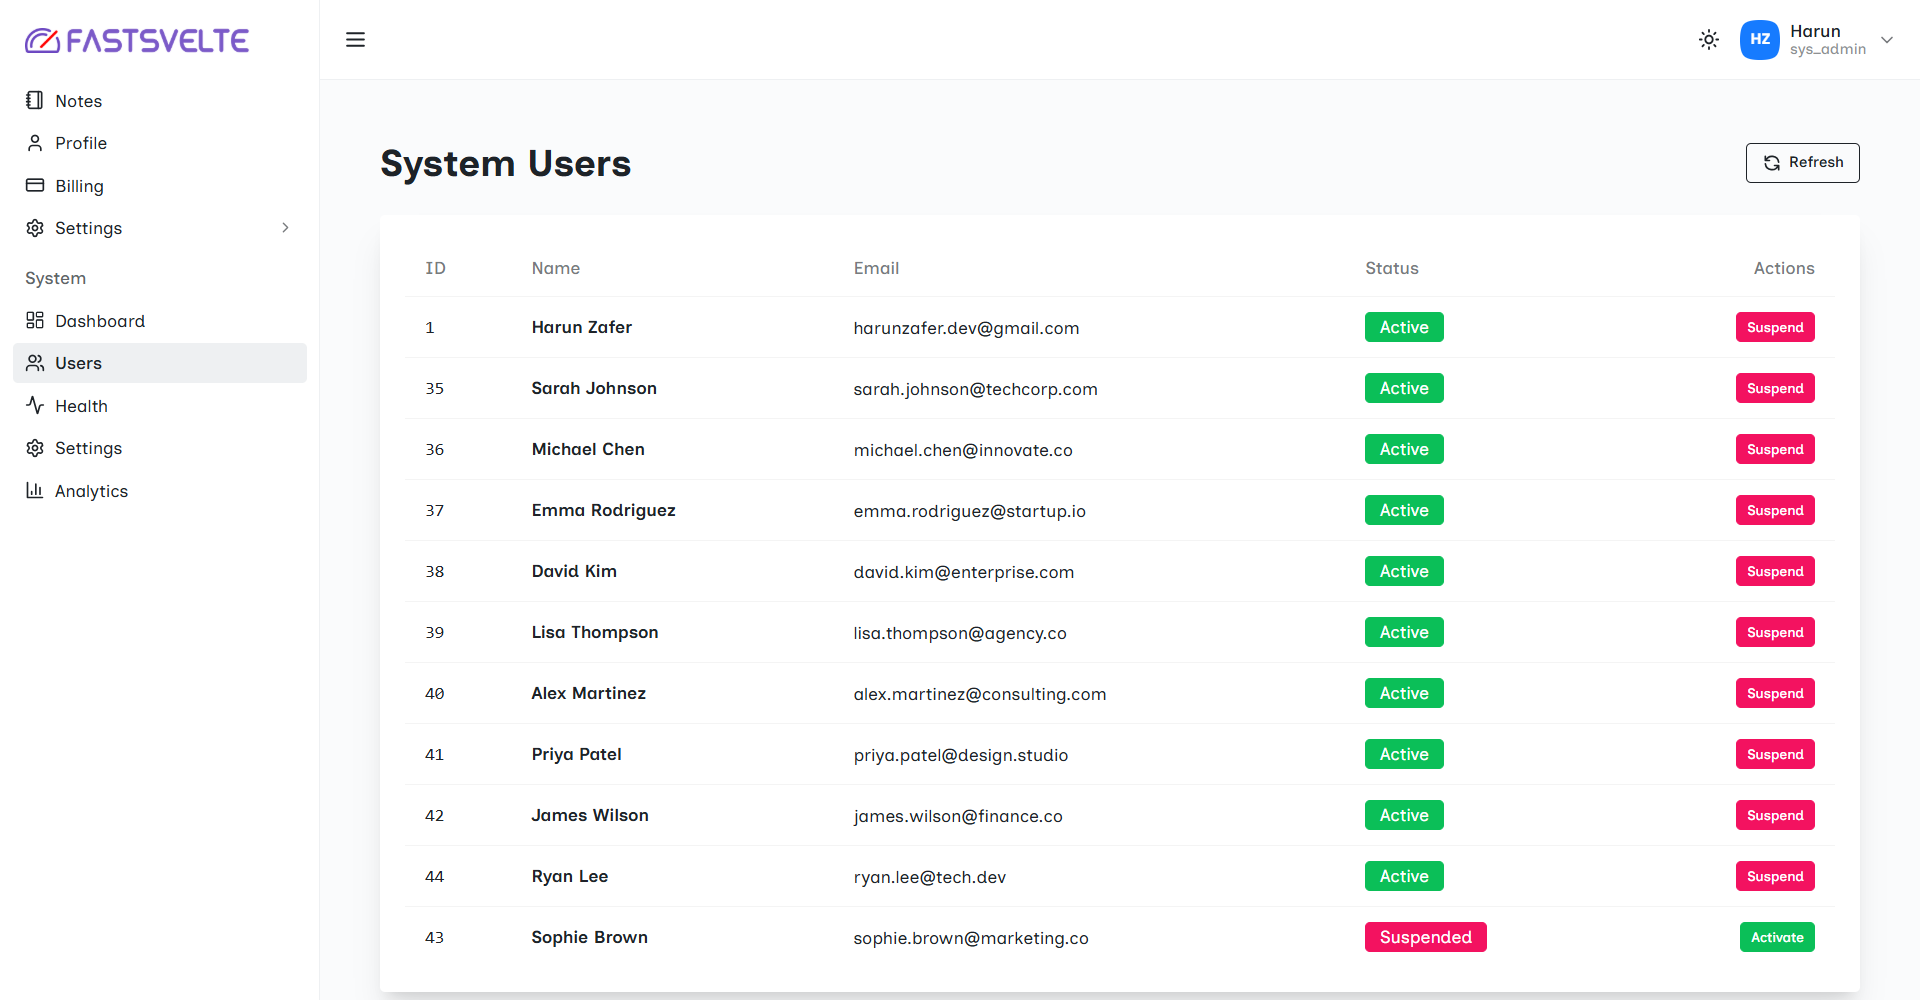 FASTSVELTE
HZ
Harun
sys_admin
Notes
Profile
Billing
Settings
System
Dashboard
Users
Health
Settings
Analytics
System Users
Refresh
ID Name Email Status Actions
1 Harun Zafer harunzafer.dev@gmail.com Active Suspend
35 Sarah Johnson sarah.johnson@techcorp.com Active Suspend
36 Michael Chen michael.chen@innovate.co Active Suspend
37 Emma Rodriguez emma.rodriguez@startup.io Active Suspend
38 David Kim david.kim@enterprise.com Active Suspend
39 Lisa Thompson lisa.thompson@agency.co Active Suspend
40 Alex Martinez alex.martinez@consulting.com Active Suspend
41 Priya Patel priya.patel@design.studio Active Suspend
42 James Wilson james.wilson@finance.co Active Suspend
44 Ryan Lee ryan.lee@tech.dev Active Suspend
43 Sophie Brown sophie.brown@marketing.co Suspended Activate